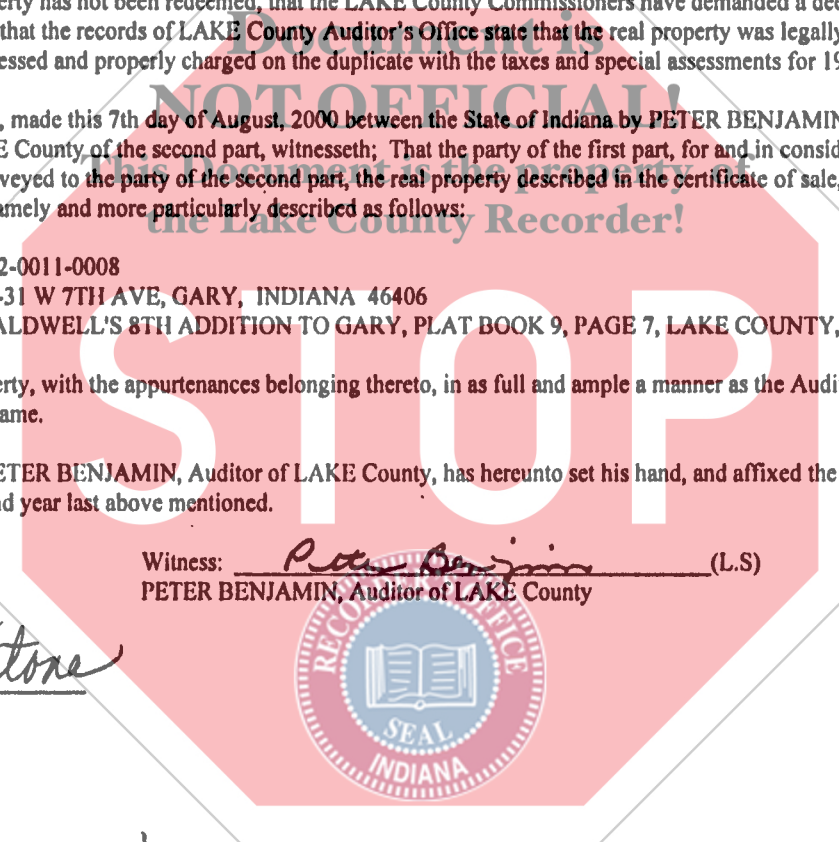 erty has not been redeemed, that the LAKE County Commissioners have demanded a dee
that the records of LAKE County Auditor's Office state that the real property was legally
essed and properly charged on the duplicate with the taxes and special assessments for 19
Document is
NOT OFFICIAL!
This Document is the property of
the Lake County Recorder!
, made this 7th day of August, 2000 between the State of Indiana by PETER BENJAMIN
E County of the second part, witnesseth; That the party of the first part, for and in consid
veyed to the party of the second part, the real property described in the certificate of sale,
amely and more particularly described as follows:
2-0011-0008
-31 W 7TH AVE, GARY, INDIANA 46406
ALDWELL'S 8TH ADDITION TO GARY, PLAT BOOK 9, PAGE 7, LAKE COUNTY,
STOP
erty, with the appurtenances belonging thereto, in as full and ample a manner as the Audi
ame.
ETER BENJAMIN, Auditor of LAKE County, has hereunto set his hand, and affixed the
nd year last above mentioned.
Witness: Peter Benjamin (L.S)
PETER BENJAMIN, Auditor of LAKE County
tona
RECORDER'S OFFICE
SEAL
INDIANA